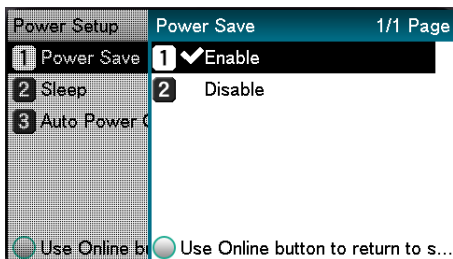 Power Setup
1 Power Save
2 Sleep
3 Auto Power
Use Online
Power Save 1/1 Page
1 Enable
2 Disable
Use Online button to return to s...